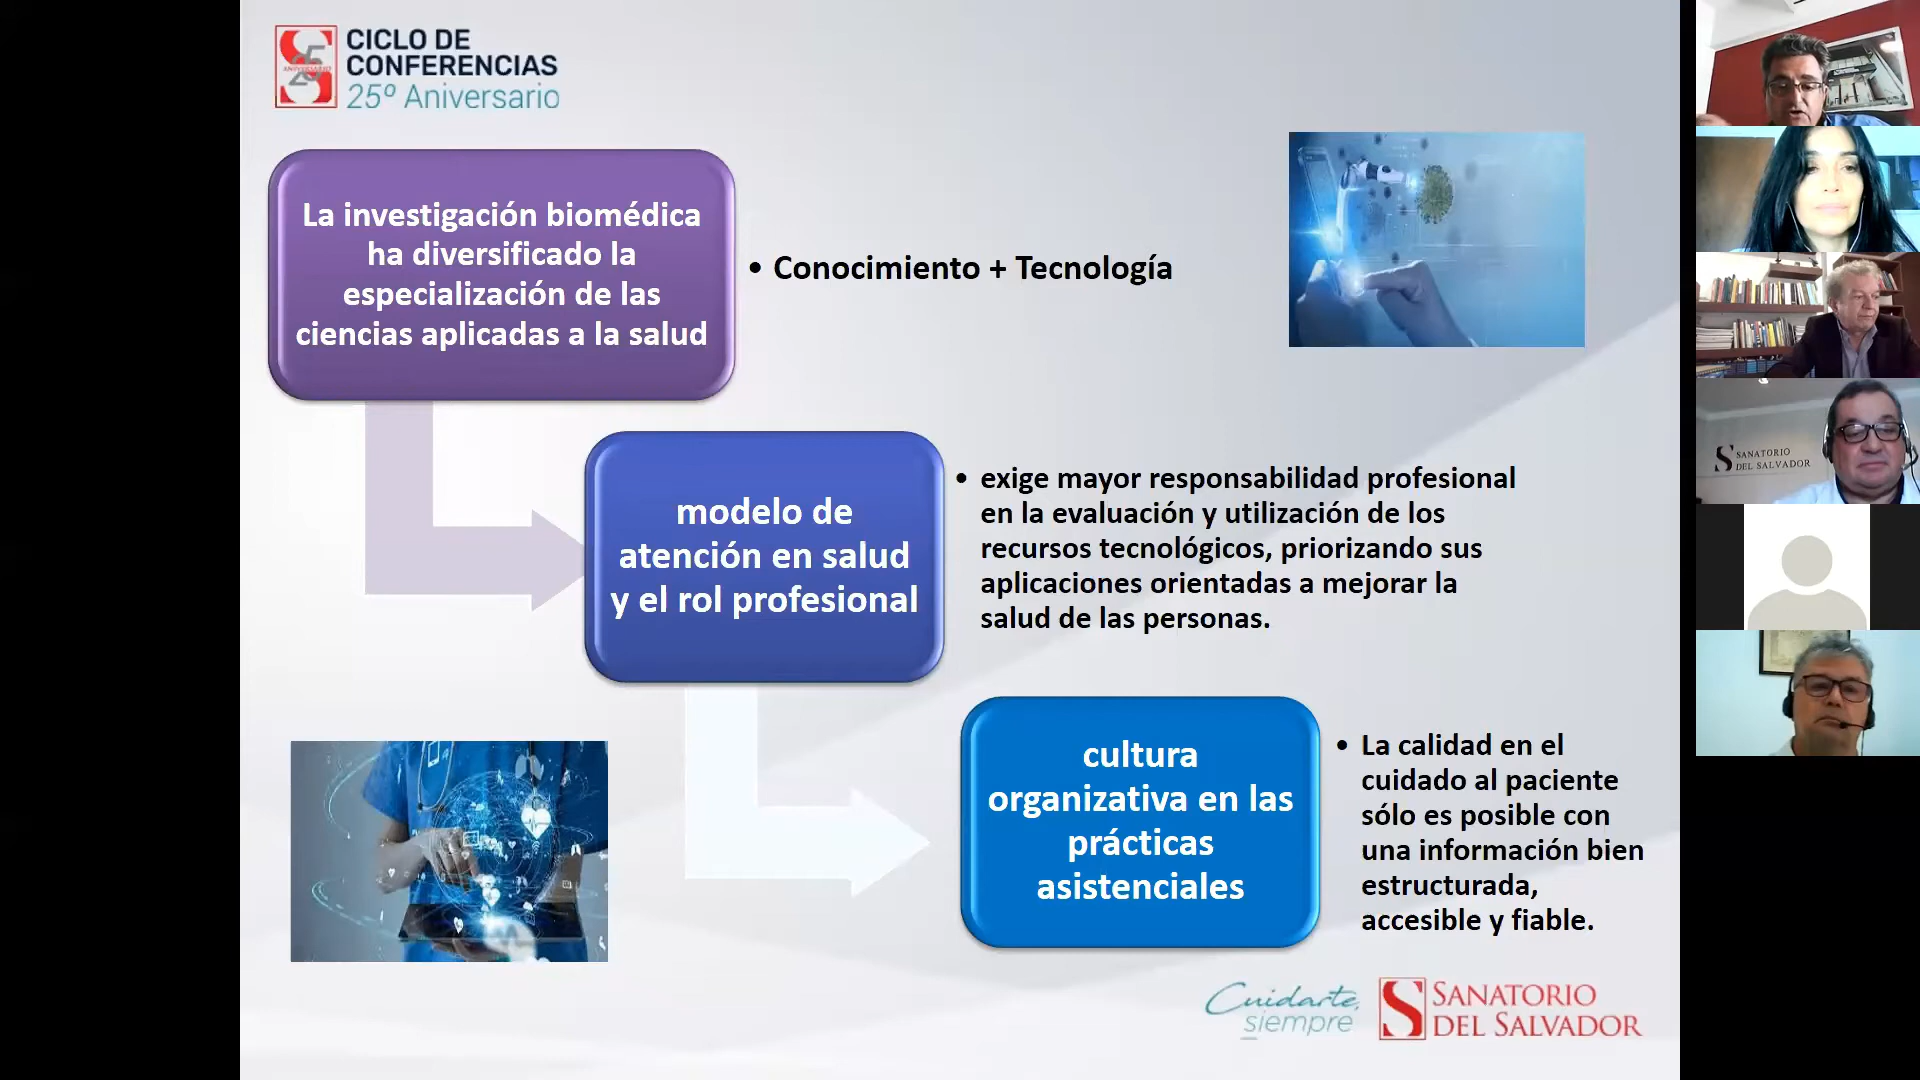 CICLO DE
CONFERENCIAS
25º Aniversario
ANIVERSARIO
La investigación biomédica
ha diversificado la
especialización de las
ciencias aplicadas a la salud
• Conocimiento + Tecnología
modelo de
atención en salud
y el rol profesional
• exige mayor responsabilidad profesional
en la evaluación y utilización de los
recursos tecnológicos, priorizando sus
aplicaciones orientadas a mejorar la
salud de las personas.
cultura
organizativa en las
prácticas
asistenciales
• La calidad en el
cuidado al paciente
sólo es posible con
una información bien
estructurada,
accesible y fiable.
Cuidarte,
siempre
SANATORIO
DEL SALVADOR
SANATORIO
DEL SALVADOR